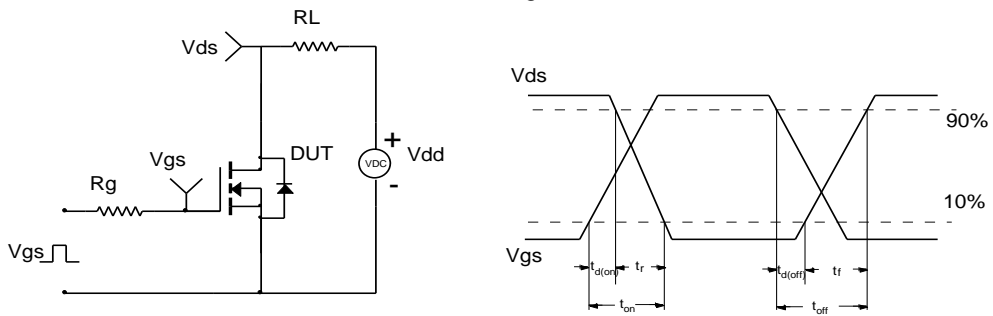 RL
Vds
Vgs
DUT
VDC
+
-
Vdd
Rg
Vgs
Vds
90%
10%
Vgs
td(on)
tr
ton
td(off)
tf
toff